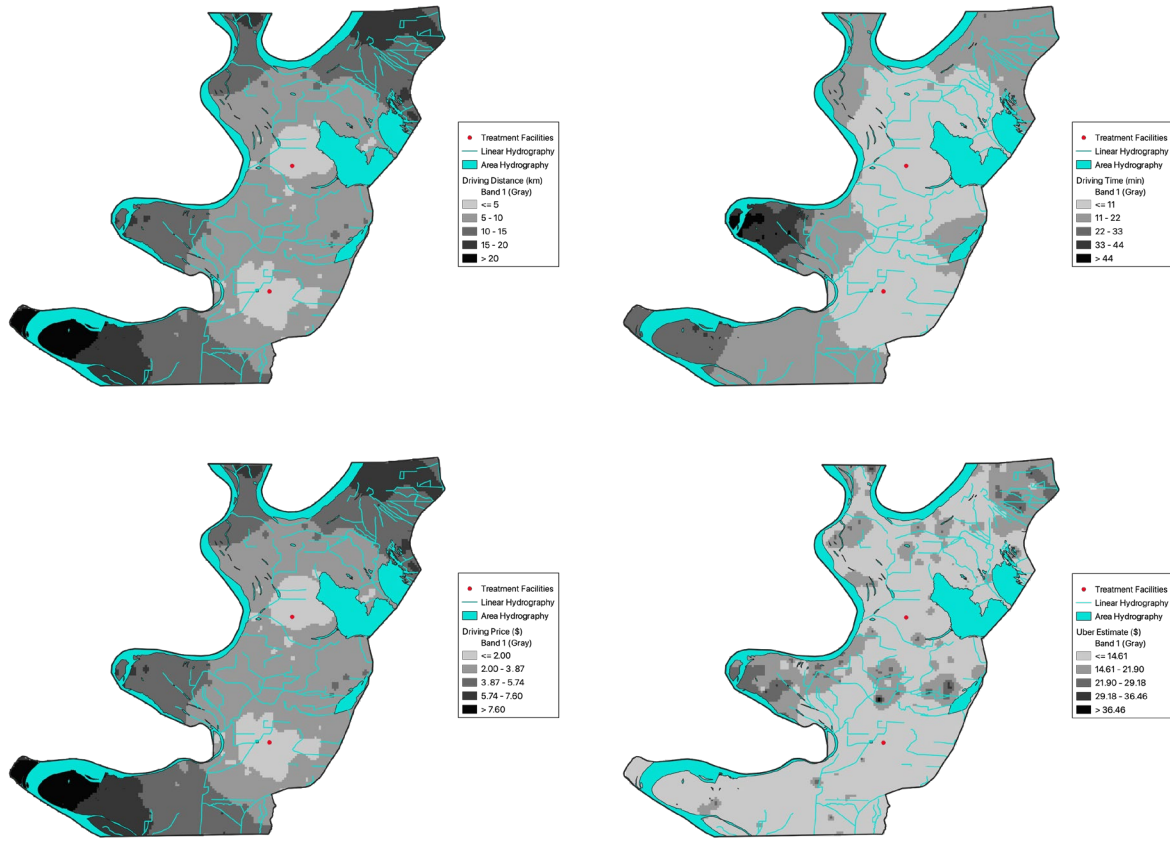 Treatment Facilities
Linear Hydrography
Area Hydrography
Driving Distance (km)
Band 1 (Gray)
<= 5
5 - 10
10 - 15
15 - 20
> 20
Treatment Facilities
Linear Hydrography
Area Hydrography
Driving Time (min)
Band 1 (Gray)
<= 11
11 - 22
22 - 33
33 - 44
> 44
Treatment Facilities
Linear Hydrography
Area Hydrography
Driving Price ($)
Band 1 (Gray)
<= 2.00
2.00 - 3.87
3.87 - 5.74
5.74 - 7.60
> 7.60
Treatment Facilities
Linear Hydrography
Area Hydrography
Uber Estimate ($)
Band 1 (Gray)
<= 14.61
14.61 - 21.90
21.90 - 29.18
29.18 - 36.46
> 36.46